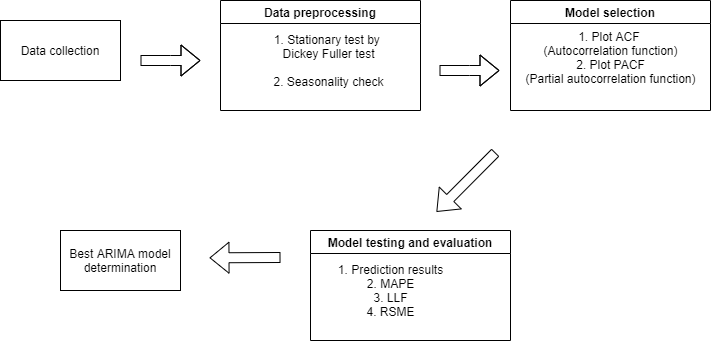 Data collection
Data preprocessing
1. Stationary test by
Dickey Fuller test
2. Seasonality check
Model selection
1. Plot ACF
(Autocorrelation function)
2. Plot PACF
(Partial autocorrelation function)
Model testing and evaluation
1. Prediction results
2. MAPE
3. LLF
4. RSME
Best ARIMA model
determination